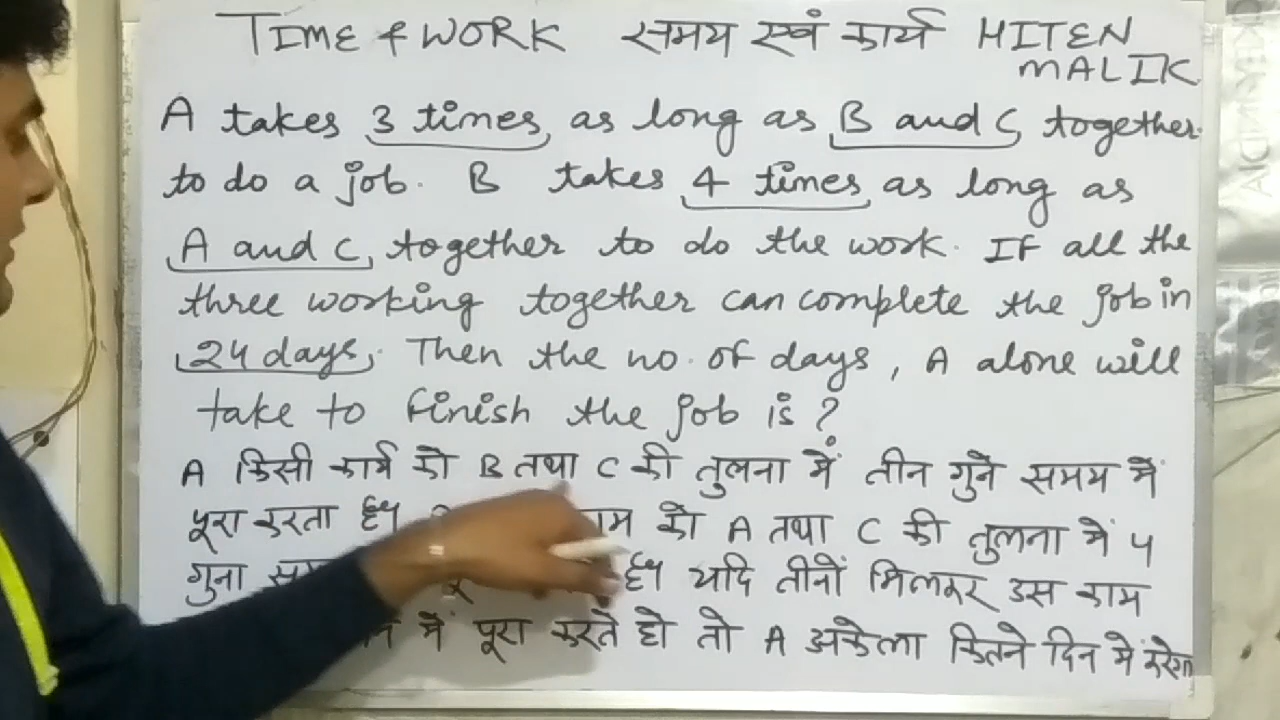 TIME & WORK समय एवं कार्य HITEN
MALIK
A takes 3 times as long as B and C together
to do a job. B takes 4 times as long as
A and C together to do the work. If all the
three working together can complete the job in
24 days. Then the no. of days, A alone will
take to finish the job is?
A किसी कार्य को B तथा C की तुलना में तीन गुने समय में
पूरा करता है। को A तथा C की तुलना में 4
गुना है। यदि तीनों मिलकर उस काम
में पूरा करते हो तो A अकेला कितने दिन में करेगा